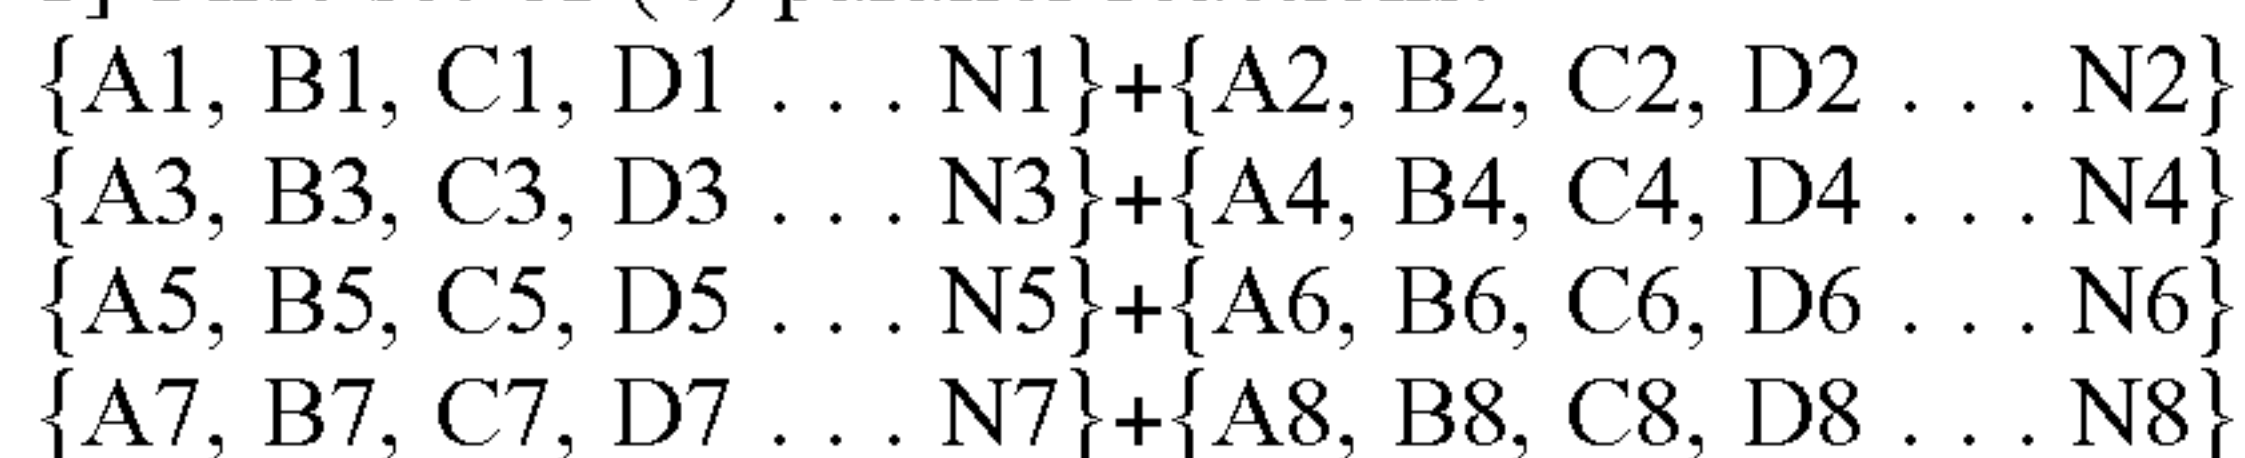 {A1, B1, C1, D1 . . . N1}+{A2, B2, C2, D2 . . . N2}
{A3, B3, C3, D3 . . . N3}+{A4, B4, C4, D4 . . . N4}
{A5, B5, C5, D5 . . . N5}+{A6, B6, C6, D6 . . . N6}
{A7, B7, C7, D7 . . . N7}+{A8, B8, C8, D8 . . . N8}